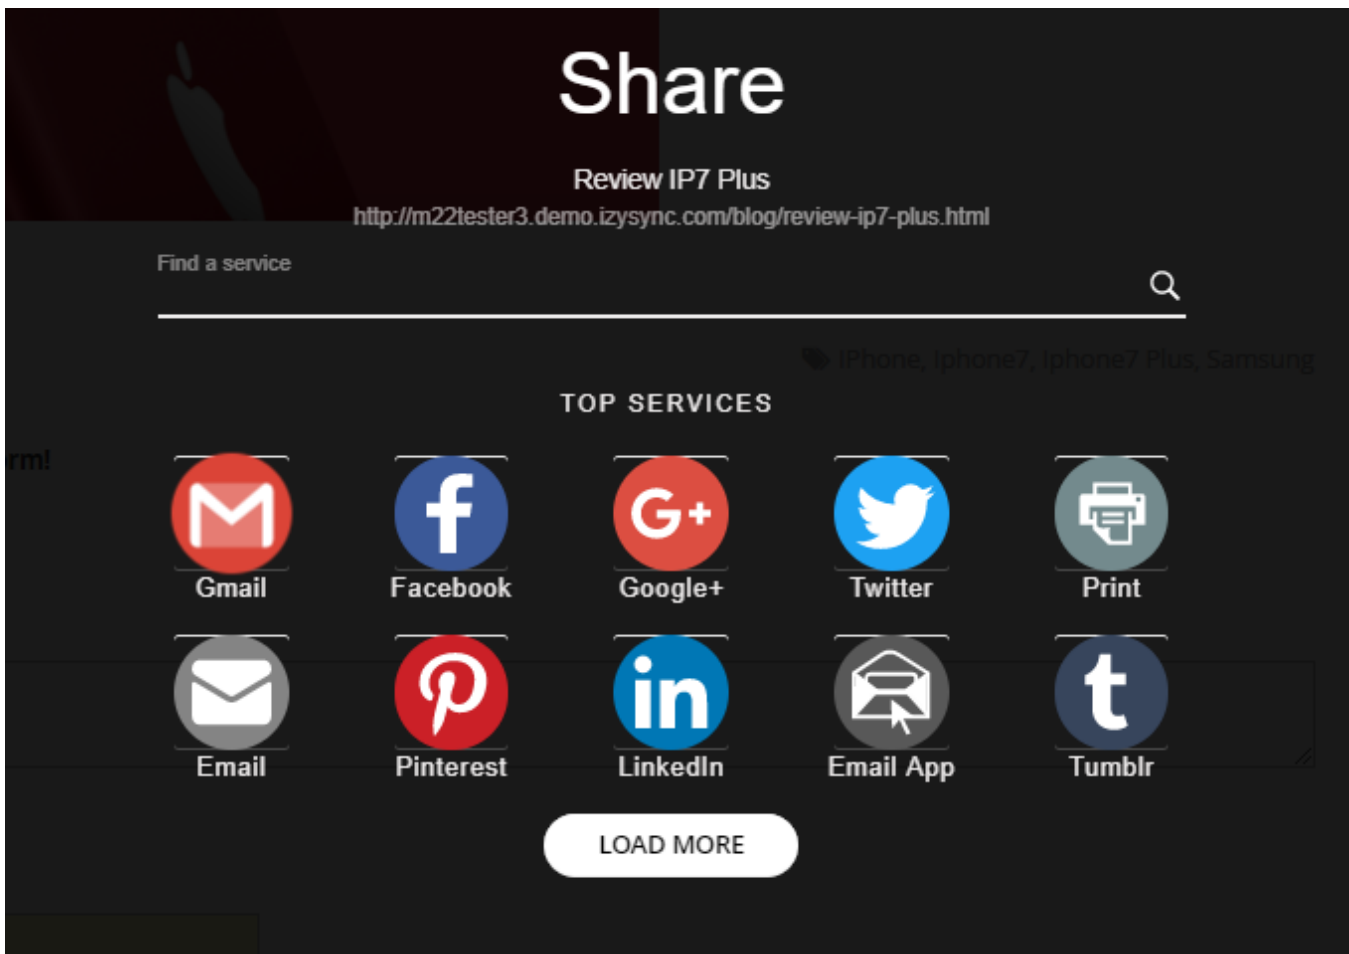 Share
Review IP7 Plus
http://m22tester3.demo.izysync.com/blog/review-ip7-plus.html
Find a service
IPhone, Iphone7, Iphone7 Plus, Samsung
TOP SERVICES
rm!
Gmail Facebook Google+ Twitter Print
Email Pinterest LinkedIn Email App Tumblr
LOAD MORE